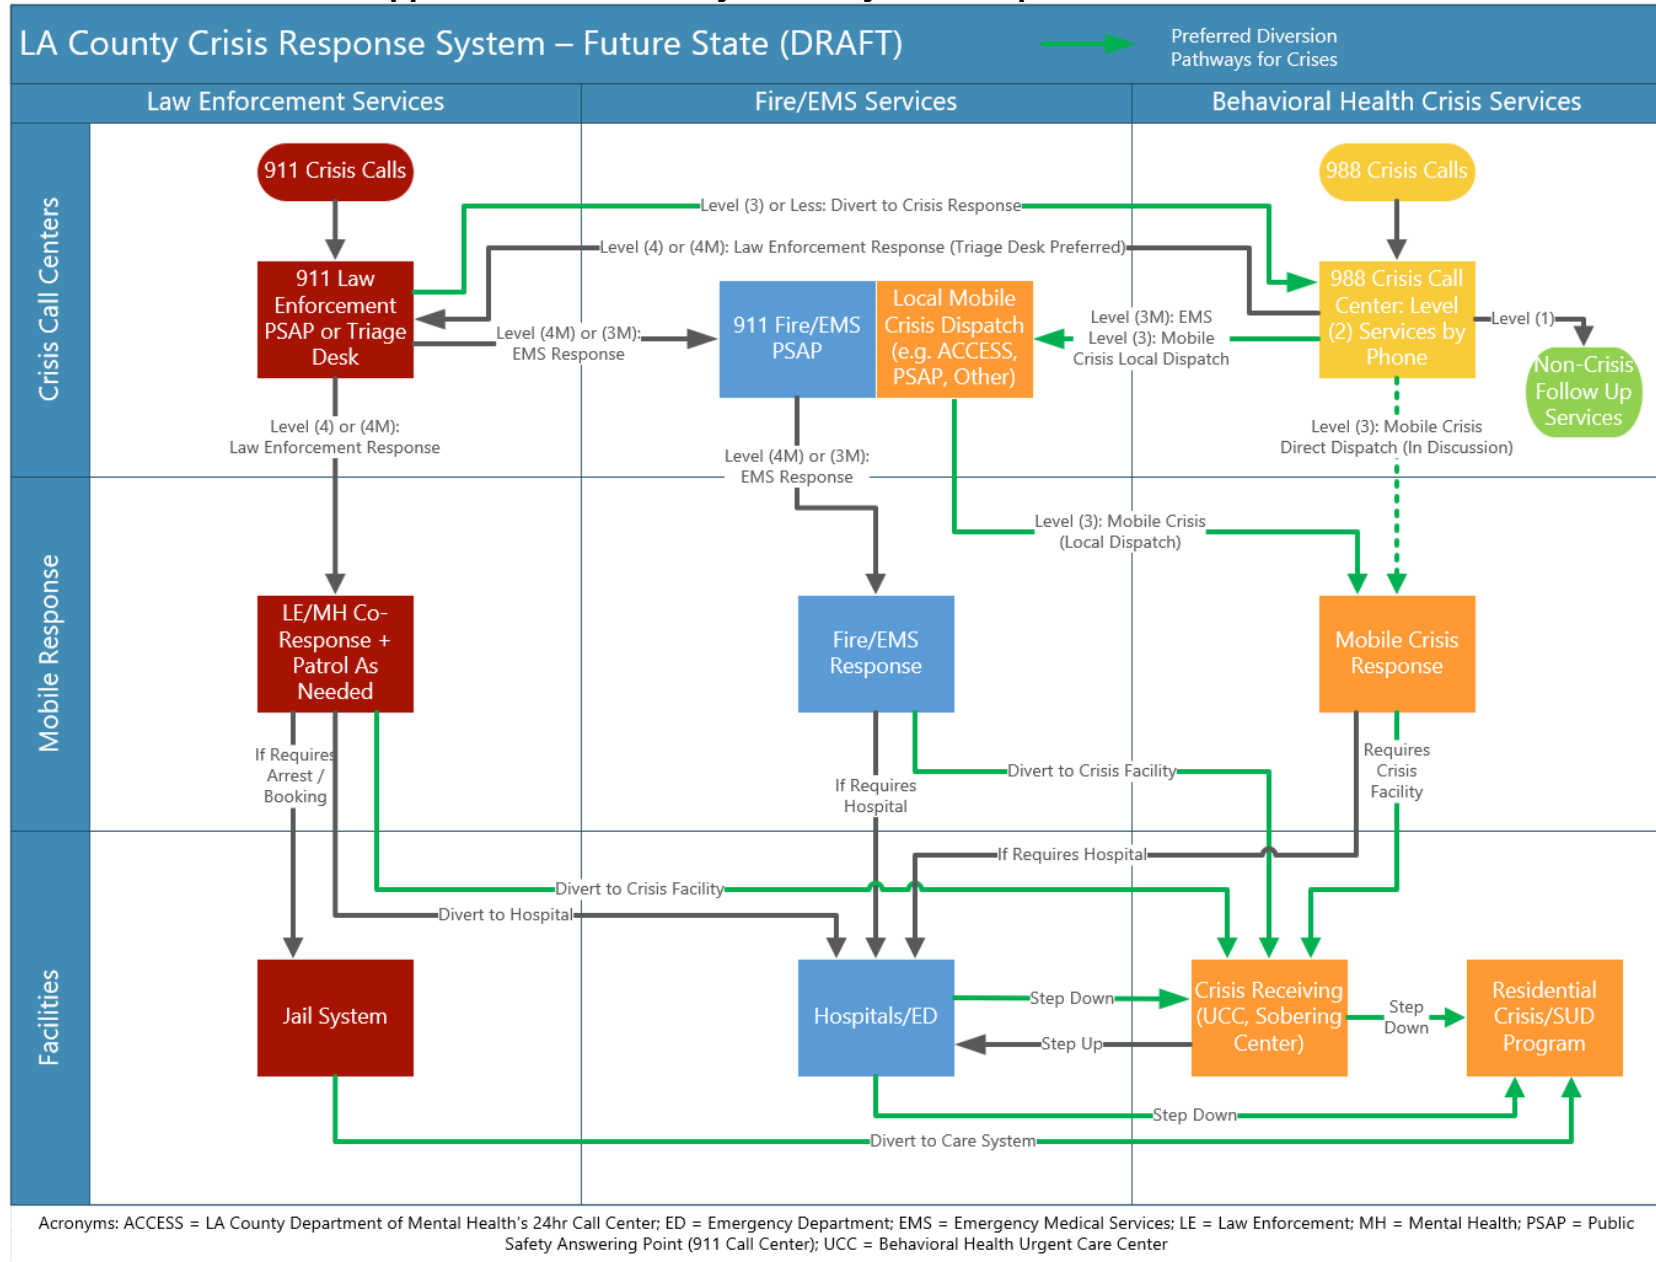 LA County Crisis Response System – Future State (DRAFT)
Preferred Diversion
Pathways for Crises
Law Enforcement Services
Fire/EMS Services
Behavioral Health Crisis Services
Crisis Call Centers
911 Crisis Calls
988 Crisis Calls
Level (3) or Less: Divert to Crisis Response
Level (4) or (4M): Law Enforcement Response (Triage Desk Preferred)
911 Law
Enforcement
PSAP or Triage
Desk
Level (4M) or (3M):
EMS Response
911 Fire/EMS
PSAP
Local Mobile
Crisis Dispatch
(e.g. ACCESS,
PSAP, Other)
Level (3M): EMS
Level (3): Mobile
Crisis Local Dispatch
988 Crisis Call
Center: Level
(2) Services by
Phone
Level (1)
Non-Crisis
Follow Up
Services
Level (4) or (4M):
Law Enforcement Response
Level (4M) or (3M):
EMS Response
Level (3): Mobile Crisis
Direct Dispatch (In Discussion)
Mobile Response
Level (3): Mobile Crisis
(Local Dispatch)
LE/MH Co-
Response +
Patrol As
Needed
Fire/EMS
Response
Mobile Crisis
Response
If Requires
Arrest /
Booking
If Requires
Hospital
Divert to Crisis Facility
Requires
Crisis
Facility
Facilities
If Requires Hospital
Divert to Crisis Facility
Divert to Hospital
Jail System
Hospitals/ED
Step Down
Step Up
Crisis Receiving
(UCC, Sobering
Center)
Step
Down
Residential
Crisis/SUD
Program
Step Down
Divert to Care System
Acronyms: ACCESS = LA County Department of Mental Health's 24hr Call Center; ED = Emergency Department; EMS = Emergency Medical Services; LE = Law Enforcement; MH = Mental Health; PSAP = Public
Safety Answering Point (911 Call Center); UCC = Behavioral Health Urgent Care Center